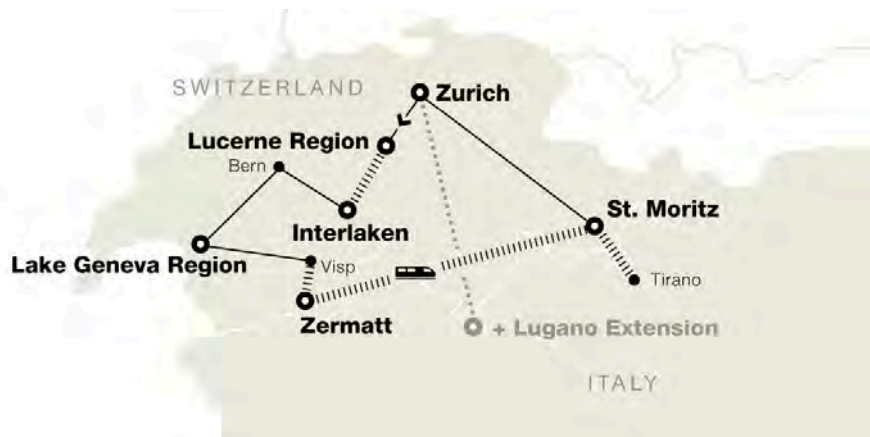 SWITZERLAND
Zurich
Lucerne Region
Bern
St. Moritz
Interlaken
Lake Geneva Region
Visp
Tirano
Zermatt
+ Lugano Extension
ITALY